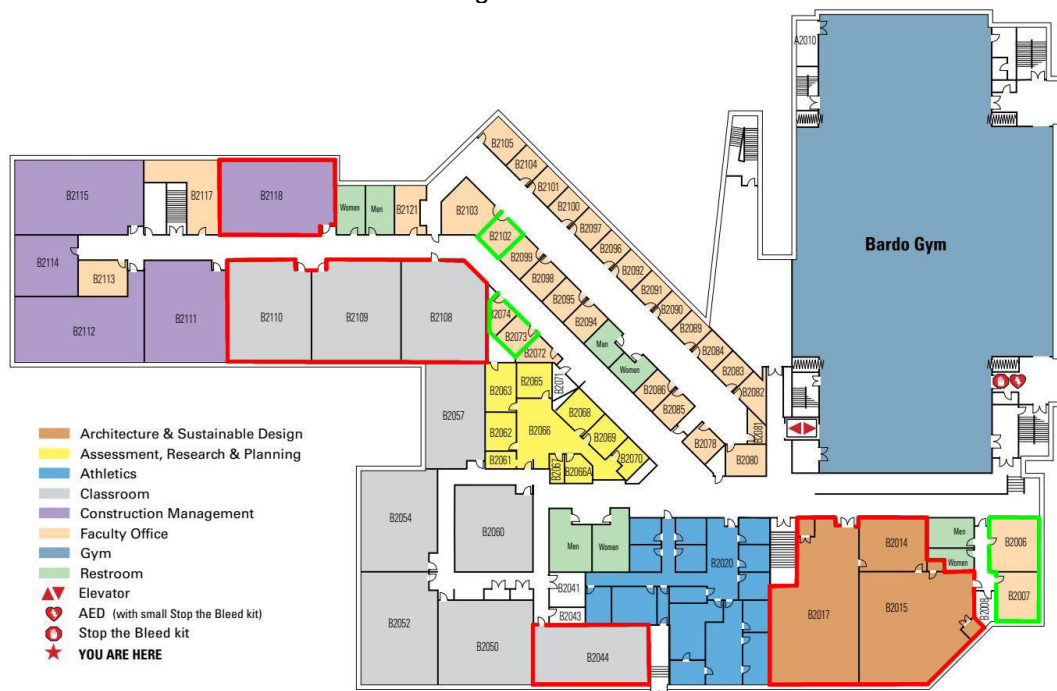 A2010
Bardo Gym
B2105
B2104
B2101
B2100
B2097
B2096
B2092
B2091
B2090
B2089
B2084
B2083
B2082
B2081
B2080
B2115
B2117
B2118
Women
Men
B2121
B2103
B2102
B2099
B2098
B2095
B2094
Men
Women
B2086
B2085
B2078
B2114
B2113
B2112
B2111
B2110
B2109
B2108
B2074
B2073
B2072
B2071
B2057
B2063
B2065
B2062
B2066
B2061
B2068
B2069
B2070
B2067
B2066A
B2054
B2060
B2052
B2050
Men
Women
B2041
B2043
B2044
B2020
B2017
B2014
B2015
Men
Women
B2008
B2006
B2007
Architecture & Sustainable Design
Assessment, Research & Planning
Athletics
Classroom
Construction Management
Faculty Office
Gym
Restroom
Elevator
AED (with small Stop the Bleed kit)
Stop the Bleed kit
YOU ARE HERE